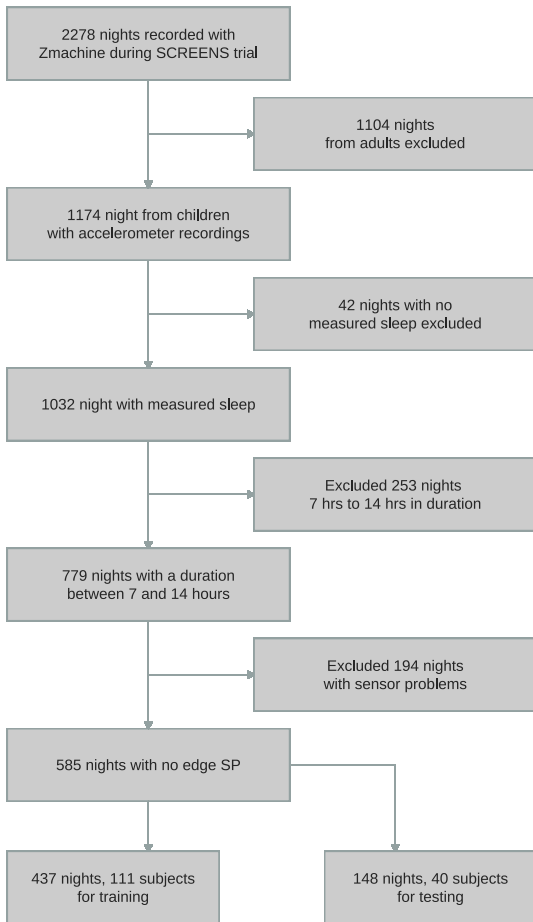 2278 nights recorded with
Zmachine during SCREENS trial
1104 nights
from adults excluded
1174 night from children
with accelerometer recordings
42 nights with no
measured sleep excluded
1032 night with measured sleep
Excluded 253 nights
7 hrs to 14 hrs in duration
779 nights with a duration
between 7 and 14 hours
Excluded 194 nights
with sensor problems
585 nights with no edge SP
437 nights, 111 subjects
for training
148 nights, 40 subjects
for testing